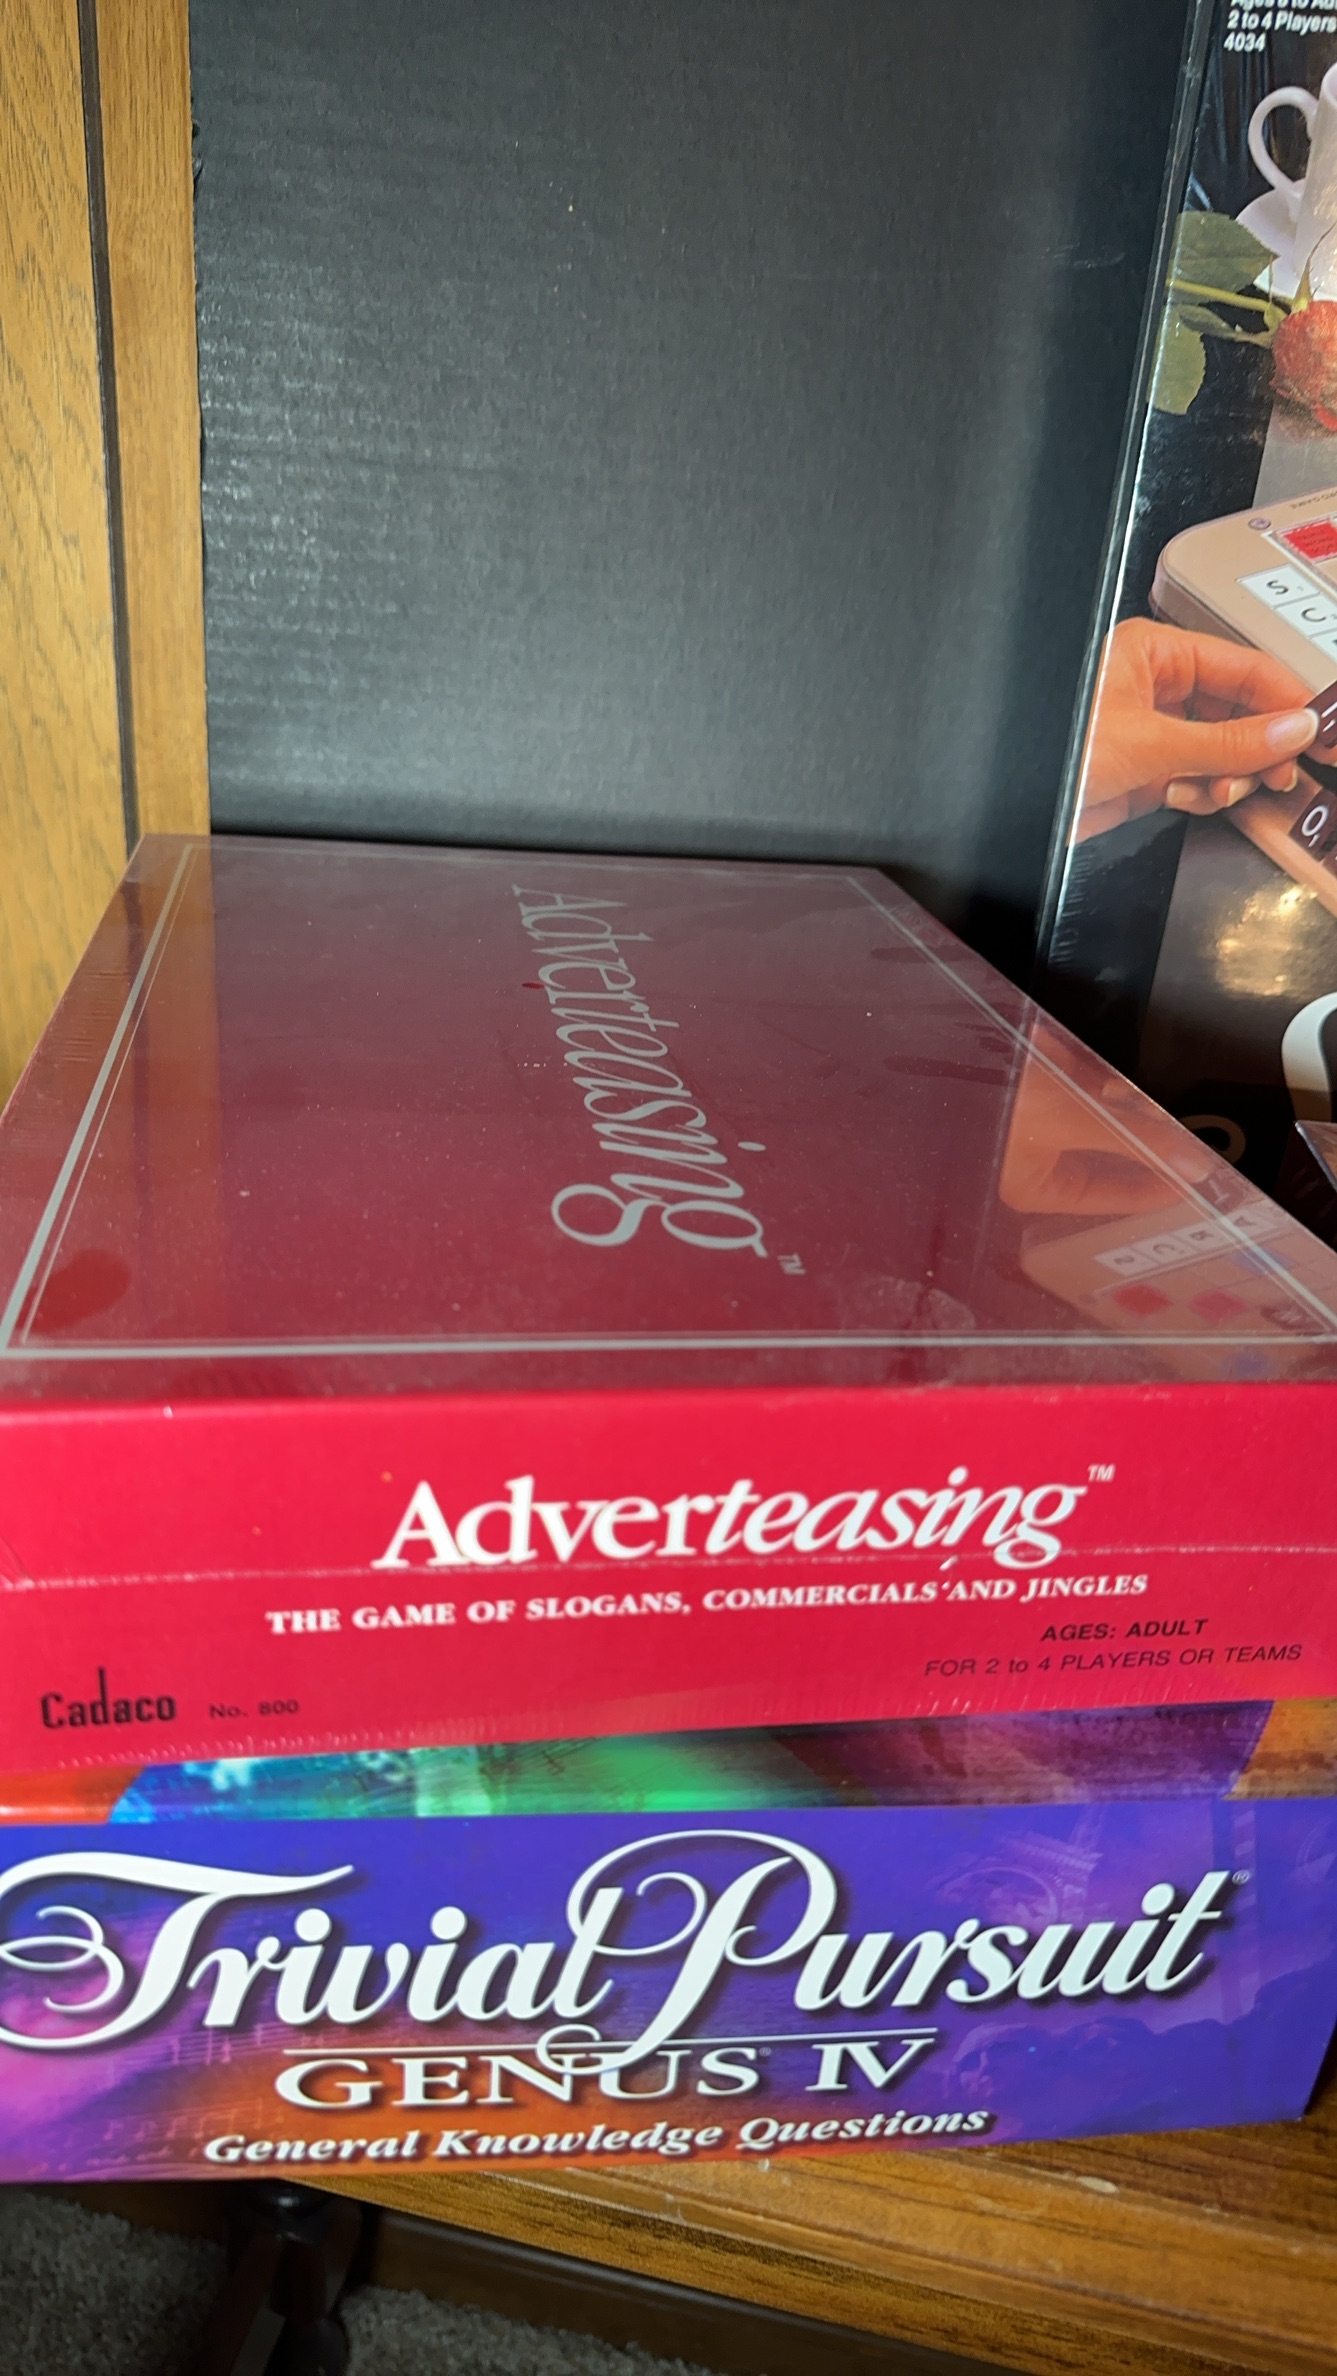 2 to 4 Players
4034
S C
Adverteasing™
Adverteasing™
THE GAME OF SLOGANS, COMMERCIALS AND JINGLES
AGES: ADULT
FOR 2 to 4 PLAYERS OR TEAMS
Cadaco No. 800
Trivial Pursuit®
GENUS® IV
General Knowledge Questions